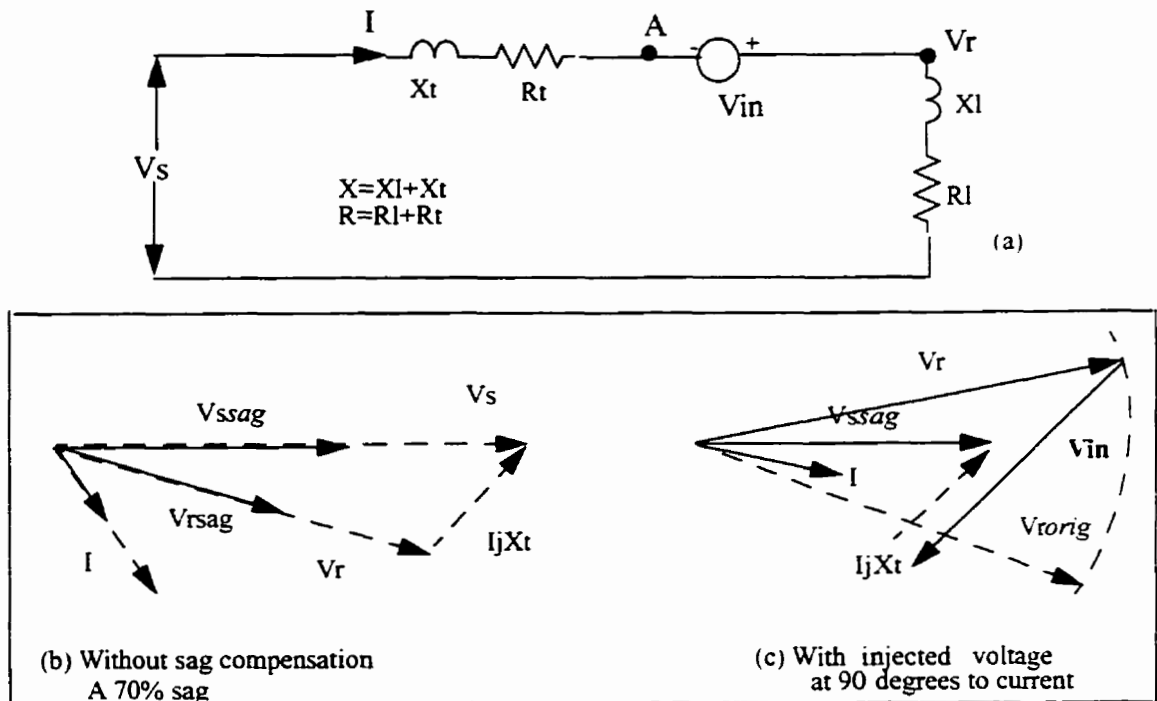 I
A
-
+
Vr
Xt
Rt
Vin
Xl
Vs
X=Xl+Xt
R=Rl+Rt
Rl
(a)
Vssag
Vs
Vrsag
I
Vr
IjXt
(b) Without sag compensation
A 70% sag
Vr
Vssag
Vin
I
Vrorig
IjXt
(c) With injected voltage
at 90 degrees to current